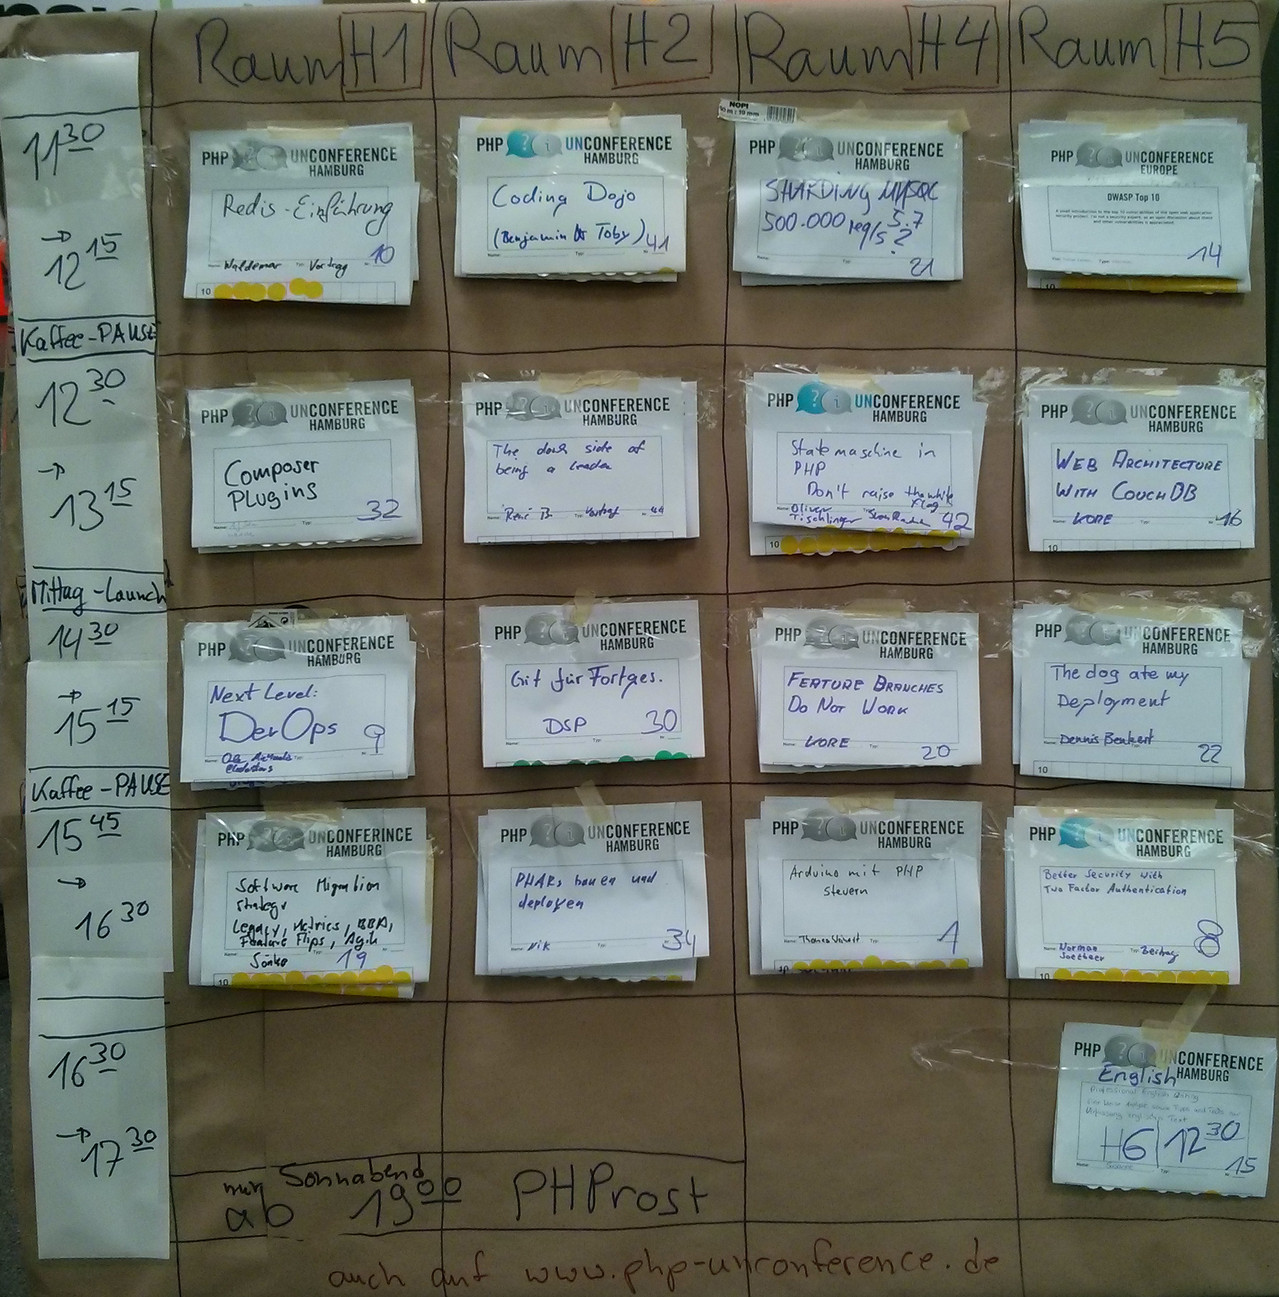 Raum H1 Raum H2 Raum H4 Raum H5
11 30
→ 12 15
PHP UNCONFERENCE HAMBURG
Redis-Einführung
Waldemar Vortrag 10
10
PHP UNCONFERENCE HAMBURG
Coding Dojo
(Benjamin & Toby) 41
NOPI
PHP UNCONFERENCE HAMBURG
SHARDING MYSQL
5.7
500.000 req/s ?
21
PHP UNCONFERENCE EUROPE
OWASP Top 10
14
Kaffee-PAUSE
12 30
→ 13 15
PHP UNCONFERENCE HAMBURG
Composer
Plugins
32
PHP UNCONFERENCE HAMBURG
The dark side of
being a leader
René B. Vortrag 44
PHP UNCONFERENCE HAMBURG
Statemaschine in
PHP
Don't raise the white
flag
Oliver
Tischlinger 42
10
PHP UNCONFERENCE HAMBURG
WEB ARCHITECTURE
WITH COUCHDB
KORE 16
10
Mittag-Launch
14 30
→ 15 15
PHP UNCONFERENCE HAMBURG
Next Level:
DevOps 9
PHP UNCONFERENCE HAMBURG
Git für Fortges.
DSP 30
PHP UNCONFERENCE HAMBURG
FEATURE BRANCHES
DO NOT WORK
KORE 20
PHP UNCONFERENCE HAMBURG
The dog ate my
Deployment
Dennis Benkert 22
10
Kaffee-PAUSE
15 45
→ 16 30
PHP UNCONFERINCE HAMBURG
Software Migration
Strategy
Legacy, Metrics, BBA,
Feature Flips, Agile
Sönke 19
10
PHP UNCONFERENCE HAMBURG
PHARs bauen und
deployen
Nik 34
PHP UNCONFERENCE HAMBURG
Arduino mit PHP
steuern
Thomas 1
PHP UNCONFERENCE HAMBURG
Better Security with
Two Factor Authentication
Norman
Soetbeer Beitrag 8
10
16 30
→ 17 30
PHP UNCONFERENCE HAMBURG
English
H6 | 12 30
15
nur Sonnabend
ab 19 00 PHProst
auch auf www.php-unconference.de